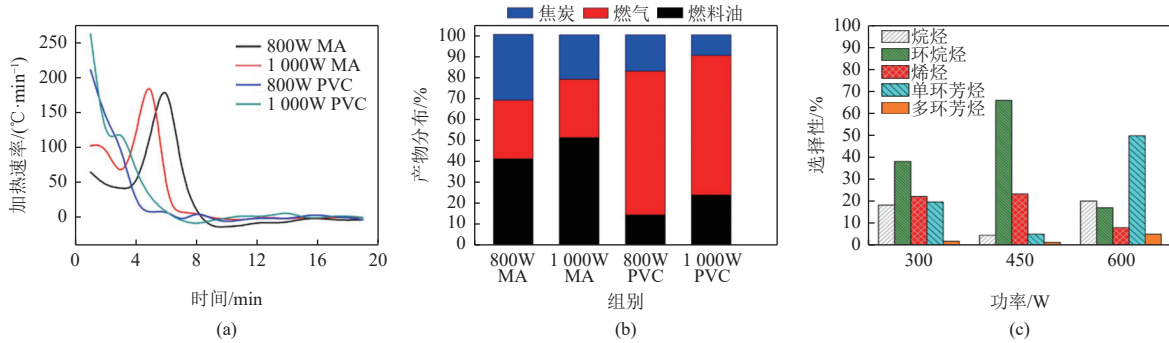 250
200
150
100
50
0
加热速率/(℃·min⁻¹)
800W MA
1 000W MA
800W PVC
1 000W PVC
0 4 8 12 16 20
时间/min
(a)
焦炭 燃气 燃料油
100
90
80
70
60
50
40
30
20
10
0
产物分布/%
800W 1 000W 800W 1 000W
MA MA PVC PVC
组别
(b)
100
90
80
70
60
50
40
30
20
10
0
选择性/%
烷烃
环烷烃
烯烃
单环芳烃
多环芳烃
300 450 600
功率/W
(c)